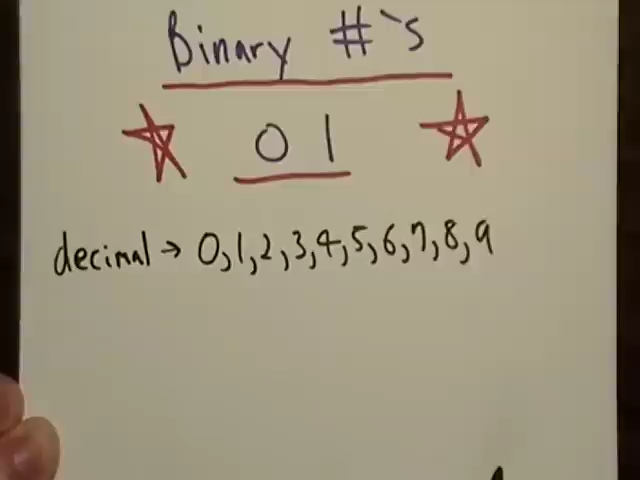 Binary #'s
0 1
decimal → 0,1,2,3,4,5,6,7,8,9